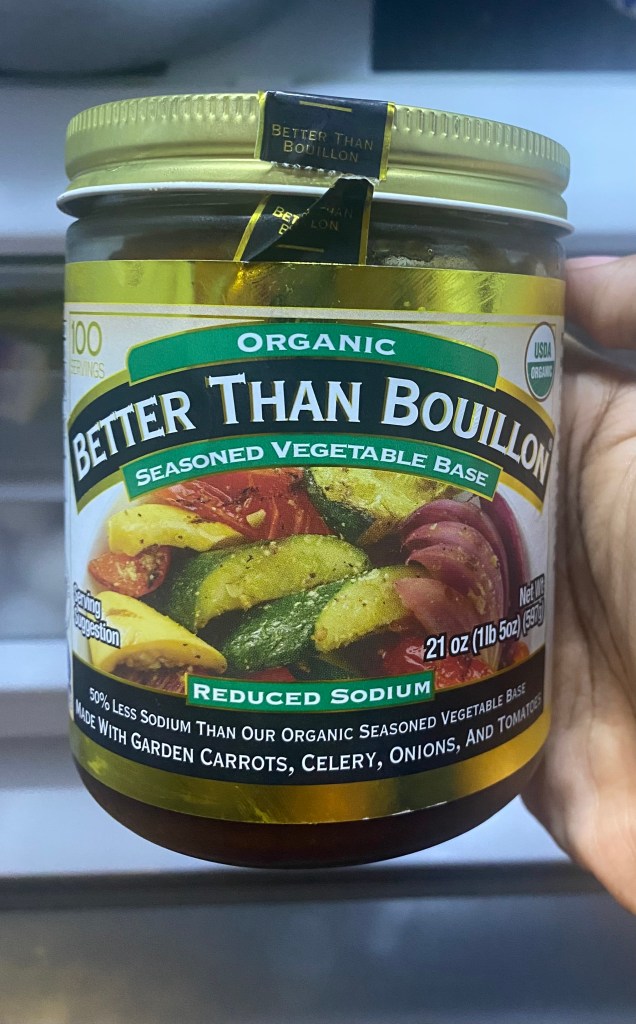 BETTER THAN
BOUILLON
100
SERVINGS
ORGANIC
USDA
ORGANIC
BETTER THAN BOUILLON®
SEASONED VEGETABLE BASE
Serving
Suggestion
Net Wt
21 oz (1lb 5oz) (597g)
REDUCED SODIUM
50% LESS SODIUM THAN OUR ORGANIC SEASONED VEGETABLE BASE
MADE WITH GARDEN CARROTS, CELERY, ONIONS, AND TOMATOES